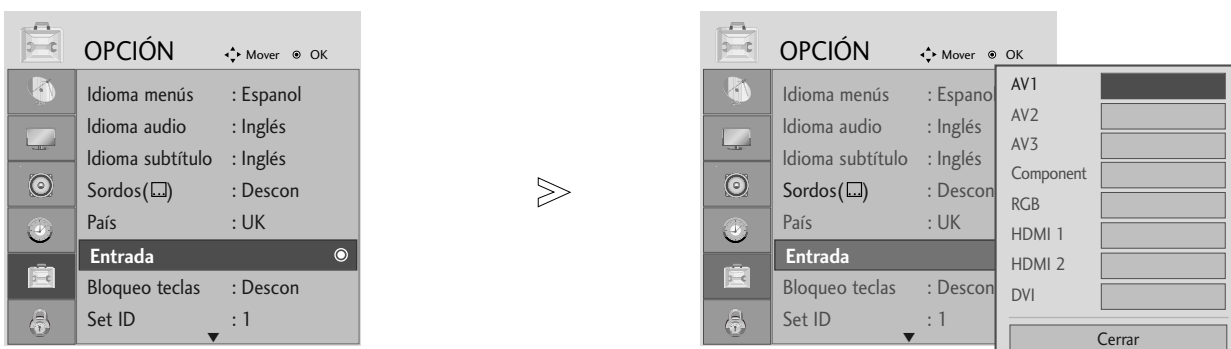 OPCIÓN Mover OK
Idioma menús : Espanol
Idioma audio : Inglés
Idioma subtítulo : Inglés
Sordos( ) : Descon
País : UK
Entrada
Bloqueo teclas : Descon
Set ID : 1
OPCIÓN Mover OK
Idioma menús : Espanol
Idioma audio : Inglés
Idioma subtítulo : Inglés
Sordos( ) : Descon
País : UK
Entrada
Bloqueo teclas : Descon
Set ID : 1
AV1
AV2
AV3
Component
RGB
HDMI 1
HDMI 2
DVI
Cerrar